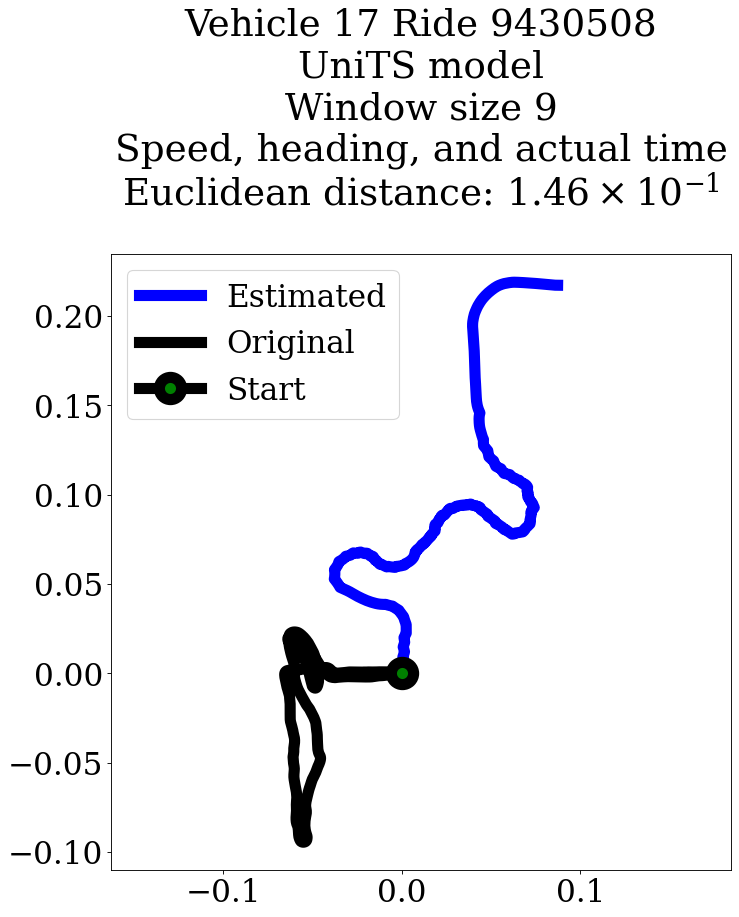 Vehicle 17 Ride 9430508
UniTS model
Window size 9
Speed, heading, and actual time
Euclidean distance: 1.46 × 10⁻¹
Estimated
Original
Start
0.20
0.15
0.10
0.05
0.00
−0.05
−0.10
−0.1 0.0 0.1